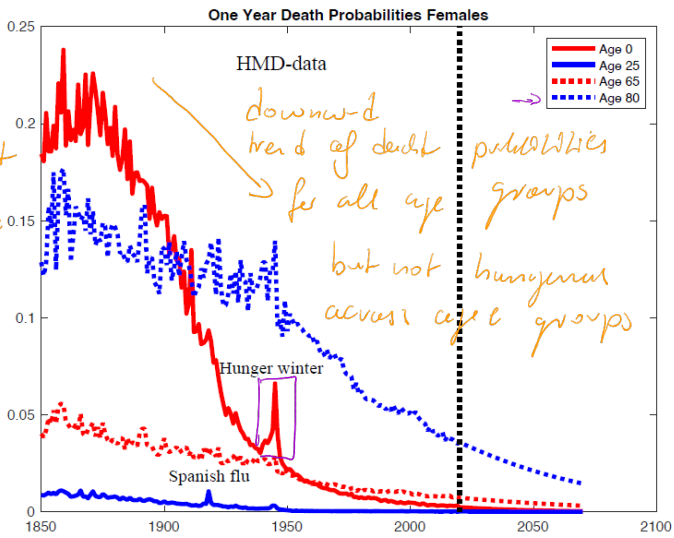 One Year Death Probabilities Females
HMD-data
Age 0
Age 25
Age 65
Age 80
downward
trend of death
for all age groups
but not
across age groups
Hunger winter
Spanish flu
0.25
0.2
0.15
0.1
0.05
0
1850
1900
1950
2000
2050
2100